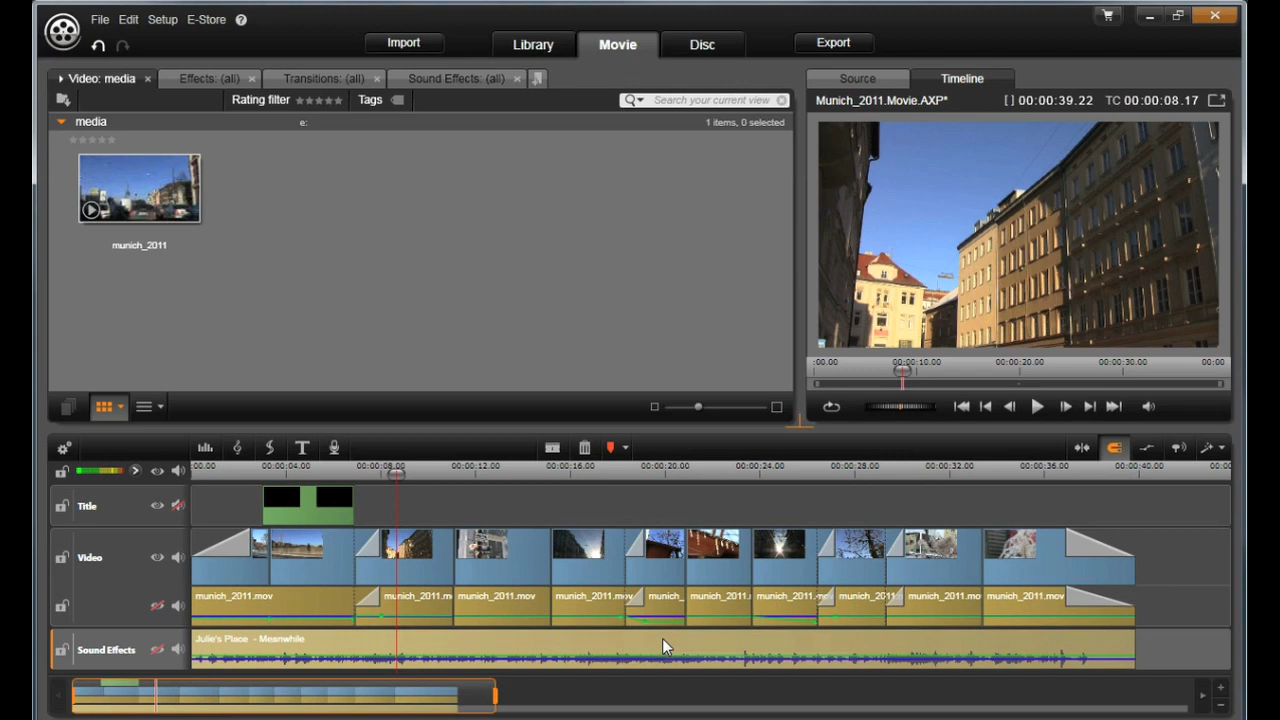 File Edit Setup E-Store ?
Import Library Movie Disc Export
Video: media × Effects: (all) × Transitions: (all) × Sound Effects: (all) ×
Source Timeline
Rating filter Tags Search your current view
Munich_2011.Movie.AXP* [ ] 00:00:39.22 TC 00:00:08.17
media e: 1 items, 0 selected
munich_2011
:00.00 00:00:10.00 00:00:20.00 00:00:30.00 00:00
T
:00.00 00:00:04.00 00:00:08.00 00:00:12.00 00:00:16.00 00:00:20.00 00:00:24.00 00:00:28.00 00:00:32.00 00:00:36.00 00:00:40.00 00:00
Title
Video
munich_2011.mov munich_2011.m munich_2011.mov munich_2011.mov munich_ munich_2011. munich_2011.m munich_2011 munich_2011.mov munich_2011.mov
Julie's Place - Meanwhile
Sound Effects